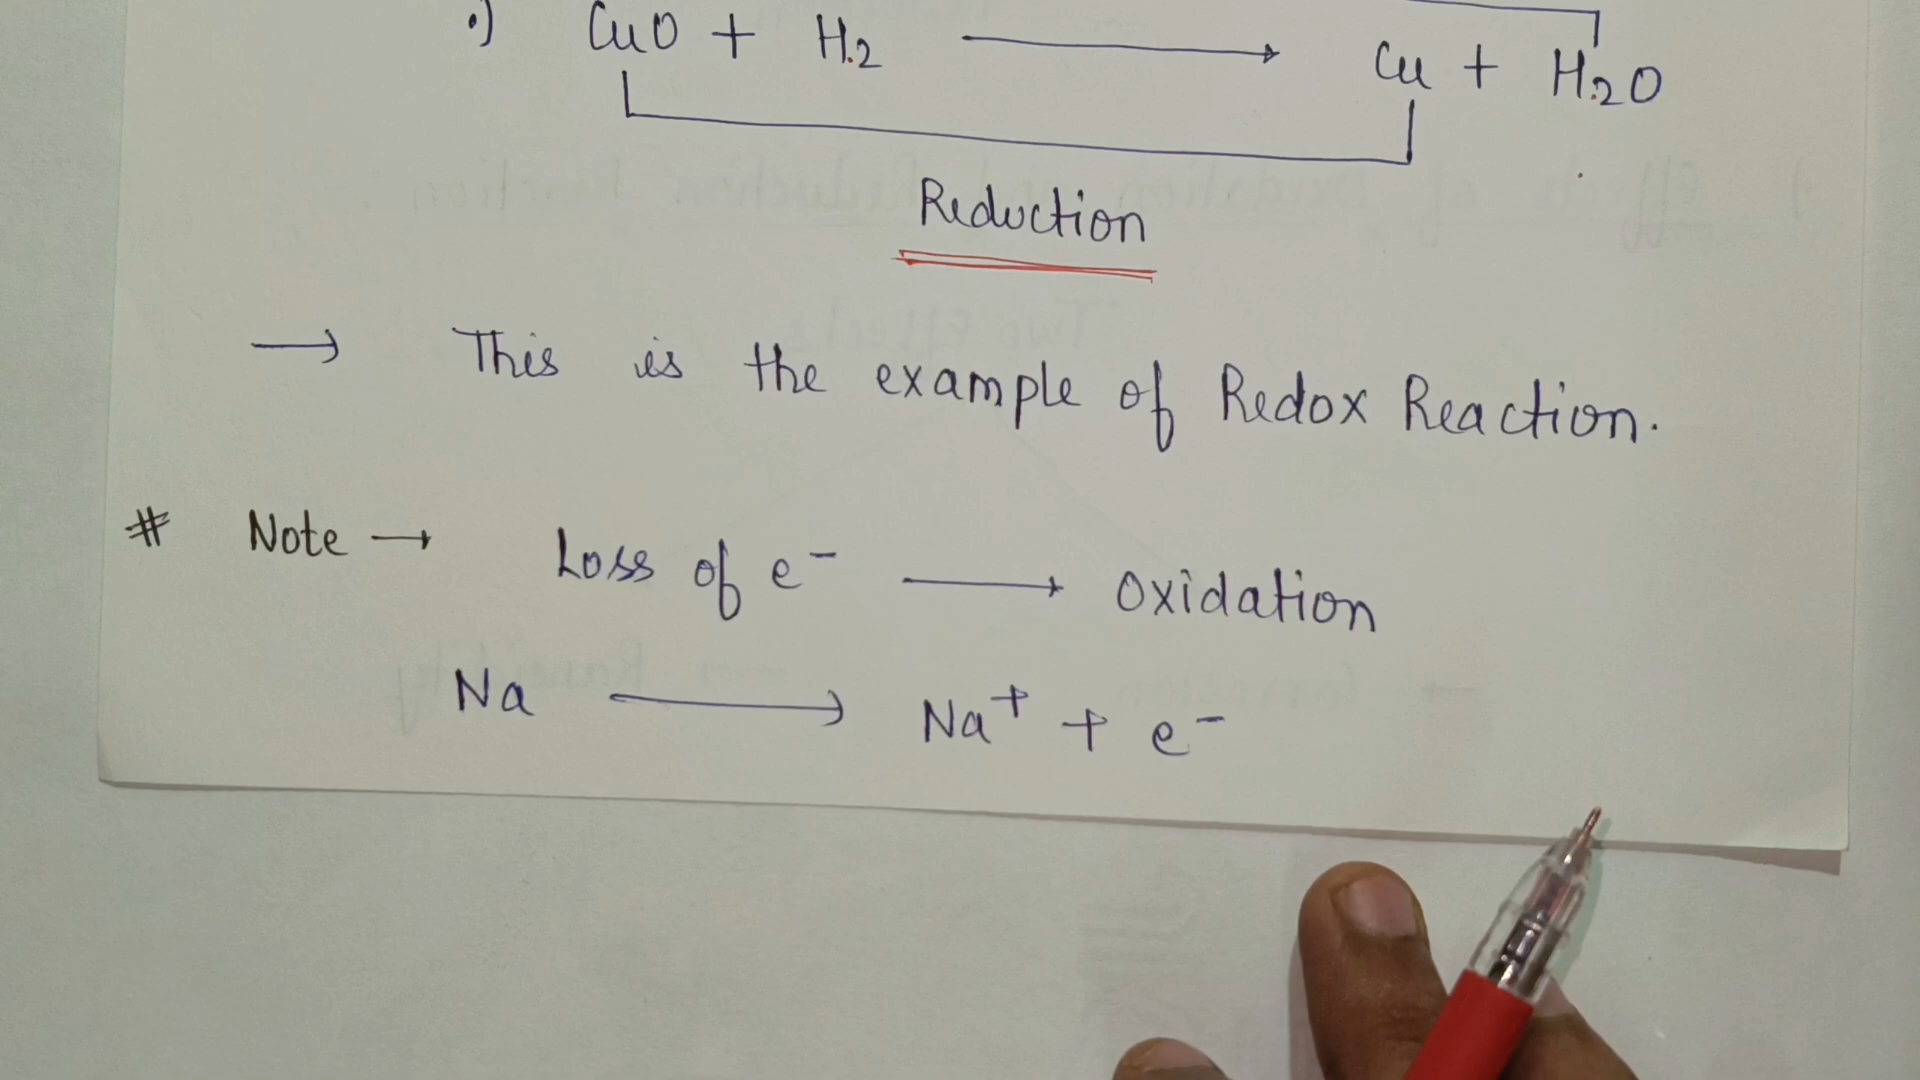 •) CuO + H2 ⟶ Cu + H2O
Reduction
→ This is the example of Redox Reaction.
# Note → Loss of e⁻ ⟶ Oxidation
Na ⟶ Na⁺ + e⁻